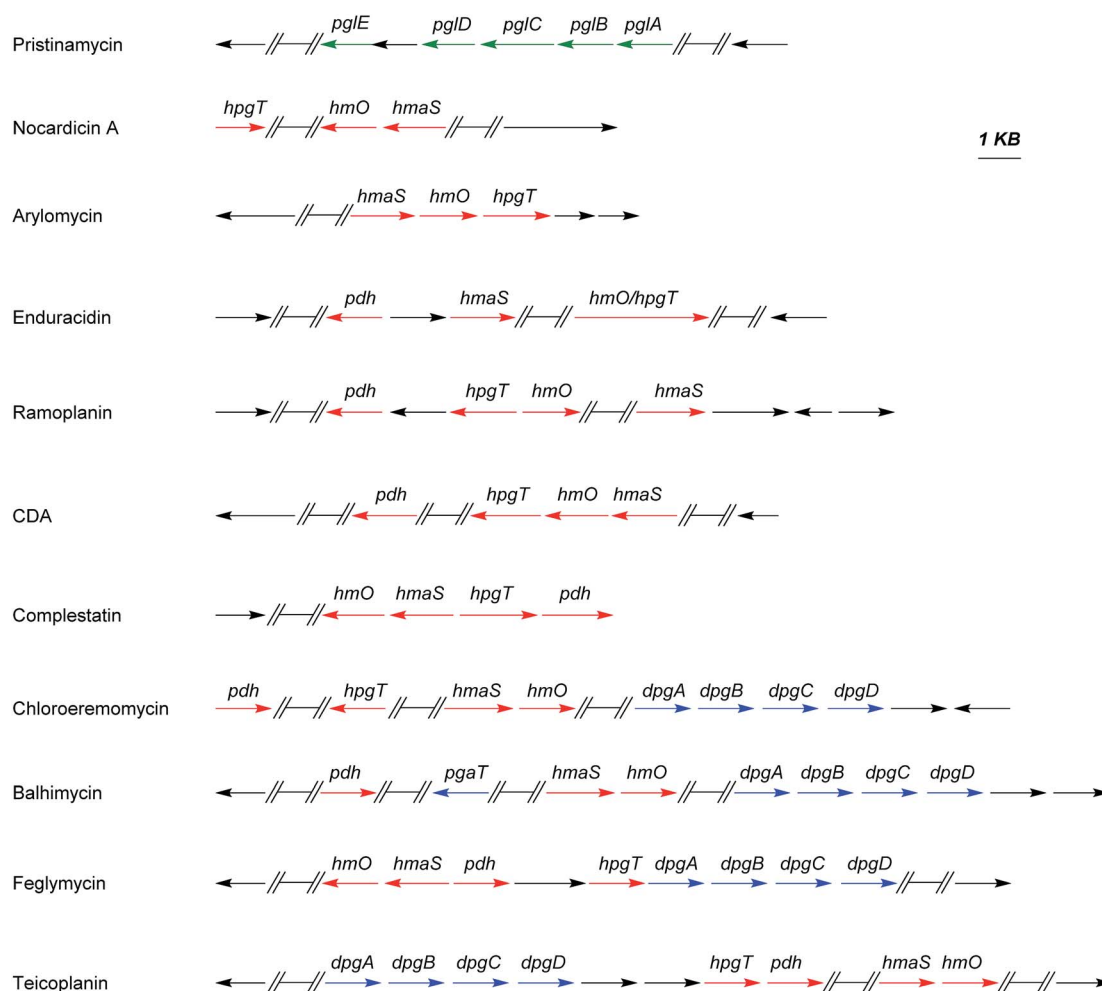 pglE pglD pglC pglB pglA
Pristinamycin
hpgT hmO hmaS
Nocardicin A
1 KB
hmaS hmO hpgT
Arylomycin
pdh hmaS hmO/hpgT
Enduracidin
pdh hpgT hmO hmaS
Ramoplanin
pdh hpgT hmO hmaS
CDA
hmO hmaS hpgT pdh
Complestatin
pdh hpgT hmaS hmO dpgA dpgB dpgC dpgD
Chloroeremomycin
pdh pgaT hmaS hmO dpgA dpgB dpgC dpgD
Balhimycin
hmO hmaS pdh hpgT dpgA dpgB dpgC dpgD
Feglymycin
dpgA dpgB dpgC dpgD hpgT pdh hmaS hmO
Teicoplanin